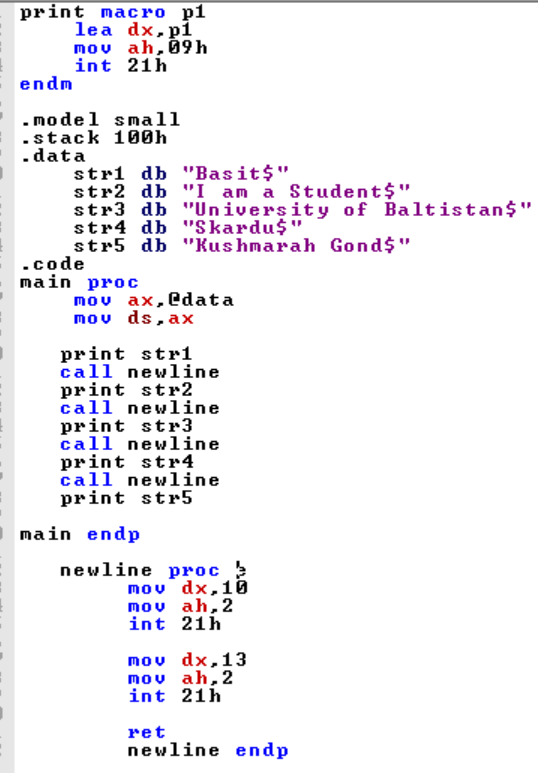 print macro p1
lea dx,p1
mov ah,09h
int 21h
endm
.model small
.stack 100h
.data
str1 db "Basit$"
str2 db "I am a Student$"
str3 db "University of Baltistan$"
str4 db "Skardu$"
str5 db "Kushmarah Gond$"
.code
main proc
mov ax,@data
mov ds,ax
print str1
call newline
print str2
call newline
print str3
call newline
print str4
call newline
print str5
main endp
newline proc
mov dx,10
mov ah,2
int 21h
mov dx,13
mov ah,2
int 21h
ret
newline endp